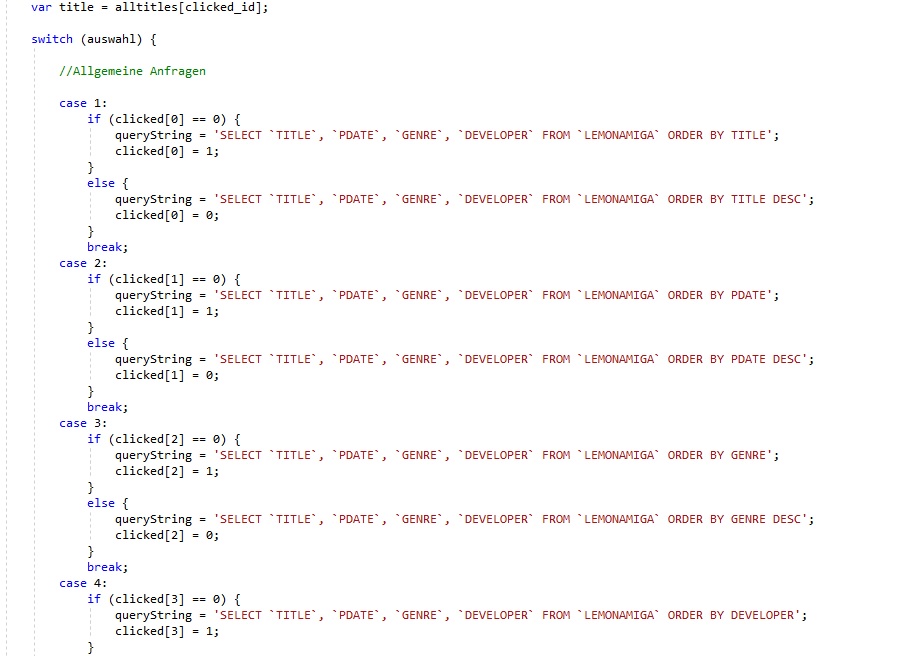 var title = alltitles[clicked_id];
switch (auswahl) {
//Allgemeine Anfragen
case 1:
if (clicked[0] == 0) {
queryString = 'SELECT `TITLE`, `PDATE`, `GENRE`, `DEVELOPER` FROM `LEMONAMIGA` ORDER BY TITLE';
clicked[0] = 1;
}
else {
queryString = 'SELECT `TITLE`, `PDATE`, `GENRE`, `DEVELOPER` FROM `LEMONAMIGA` ORDER BY TITLE DESC';
clicked[0] = 0;
}
break;
case 2:
if (clicked[1] == 0) {
queryString = 'SELECT `TITLE`, `PDATE`, `GENRE`, `DEVELOPER` FROM `LEMONAMIGA` ORDER BY PDATE';
clicked[1] = 1;
}
else {
queryString = 'SELECT `TITLE`, `PDATE`, `GENRE`, `DEVELOPER` FROM `LEMONAMIGA` ORDER BY PDATE DESC';
clicked[1] = 0;
}
break;
case 3:
if (clicked[2] == 0) {
queryString = 'SELECT `TITLE`, `PDATE`, `GENRE`, `DEVELOPER` FROM `LEMONAMIGA` ORDER BY GENRE';
clicked[2] = 1;
}
else {
queryString = 'SELECT `TITLE`, `PDATE`, `GENRE`, `DEVELOPER` FROM `LEMONAMIGA` ORDER BY GENRE DESC';
clicked[2] = 0;
}
break;
case 4:
if (clicked[3] == 0) {
queryString = 'SELECT `TITLE`, `PDATE`, `GENRE`, `DEVELOPER` FROM `LEMONAMIGA` ORDER BY DEVELOPER';
clicked[3] = 1;
}